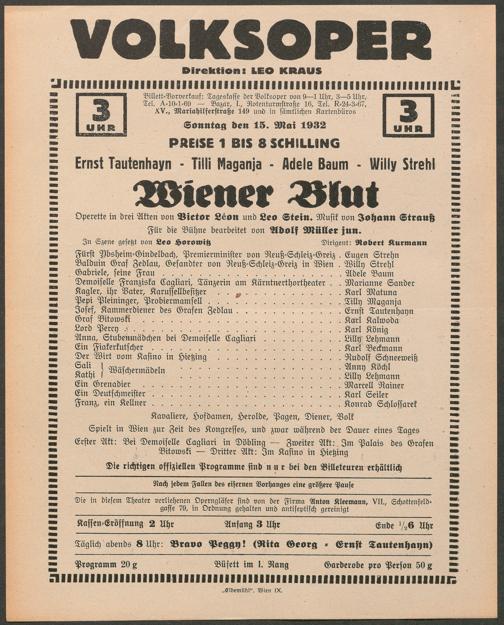 VOLKSOPER
Direktion: LEO KRAUS
3 UHR
Billett-Vorverkauf: Tageskasse der Volksoper von 9—1 Uhr, 3—5 Uhr,
Tel. A-10-1-60 — Bazar, I., Rotenturmstraße 16, Tel. R-24-3-67,
XV., Mariahilferstraße 149 und in sämtlichen Kartenbüros
3 UHR
Sonntag den 15. Mai 1932
PREISE 1 BIS 8 SCHILLING
Ernst Tautenhayn - Tilli Maganja - Adele Baum - Willy Strehl
Wiener Blut
Operette in drei Akten von Victor Léon und Leo Stein. Musik von Johann Strauß
Für die Bühne bearbeitet von Adolf Müller jun.
In Szene gesetzt von Leo Horowitz Dirigent: Robert Kurmann
Fürst Ypsheim-Gindelbach, Premierminister von Reuß-Schleiz-Greiz . Eugen Strehn
Balduin Graf Zedlau, Gesandter von Reuß-Schleiz-Greiz in Wien . Willy Strehl
Gabriele, seine Frau . . . Adele Baum
Demoiselle Franziska Cagliari, Tänzerin am Kärntnerthortheater . Marianne Sander
Kagler, ihr Vater, Karussellbesitzer . . . Karl Matuna
Pepi Pleininger, Probiermamsell . . . Tilly Maganja
Josef, Kammerdiener des Grafen Zedlau . . . Ernst Tautenhayn
Graf Bitowski . . . Karl Kalwoda
Lord Percy . . . Karl König
Anna, Stubenmädchen bei Demoiselle Cagliari . . . Lilly Lehmann
Ein Fiakerkutscher . . . Karl Beckmann
Der Wirt vom Kasino in Hietzing . . . Rudolf Schneeweiß
Sali } Wäschermädeln . . . Anny Köchl
Kathi } . . . Lilly Lehmann
Ein Grenadier . . . Marcell Rainer
Ein Deutschmeister . . . Karl Seiler
Franz, ein Kellner . . . Konrad Schlossarek
Kavaliere, Hofdamen, Herolde, Pagen, Diener, Volk
Spielt in Wien zur Zeit des Kongresses, und zwar während der Dauer eines Tages
Erster Akt: Bei Demoiselle Cagliari in Döbling — Zweiter Akt: Im Palais des Grafen
Bitowski — Dritter Akt: Im Kasino in Hietzing
Die richtigen offiziellen Programme sind nur bei den Billeteuren erhältlich
Nach jedem Fallen des eisernen Vorhanges eine größere Pause
Die in diesem Theater verliehenen Operngläser sind von der Firma Anton Kleemann, VII., Schottenfeld-
gasse 79, in Ordnung gehalten und antiseptisch gereinigt
Kassen-Eröffnung 2 Uhr Anfang 3 Uhr Ende ½6 Uhr
Täglich abends 8 Uhr: Bravo Peggy! (Rita Georg - Ernst Tautenhayn)
Programm 20 g Büfett im I. Rang Garderobe pro Person 50 g
„Elbemühl", Wien IX.